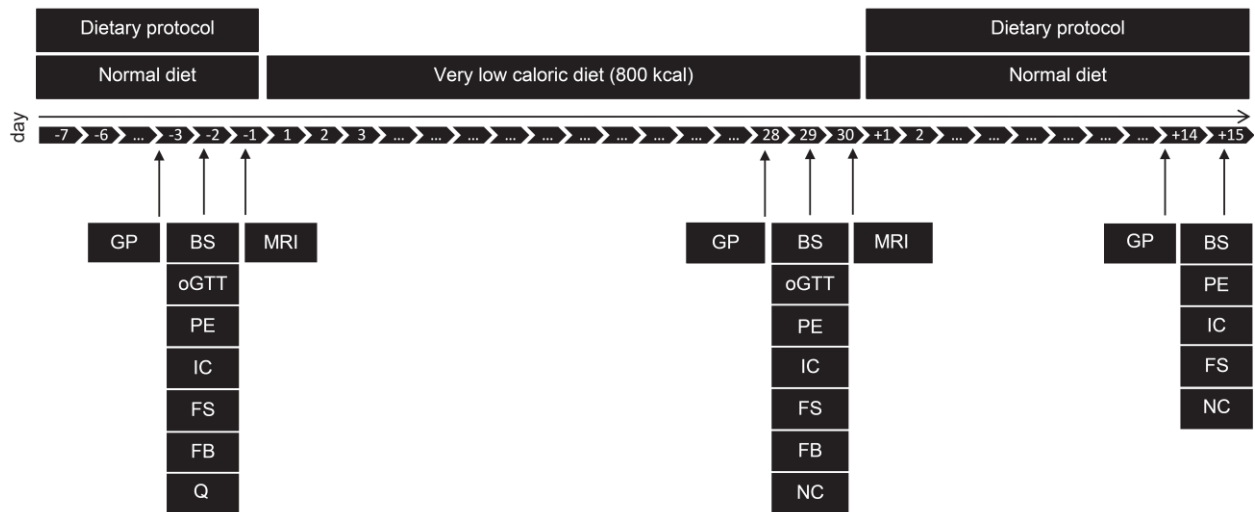 Dietary protocol Dietary protocol
Normal diet Very low caloric diet (800 kcal) Normal diet
day
-7 -6 ... -3 -2 -1 1 2 3 ... ... ... ... ... ... ... ... ... ... 28 29 30 +1 2 ... ... ... ... ... ... +14 +15
GP BS MRI GP BS MRI GP BS
oGTT oGTT PE
PE PE IC
IC IC FS
FS FS NC
FB FB
Q NC